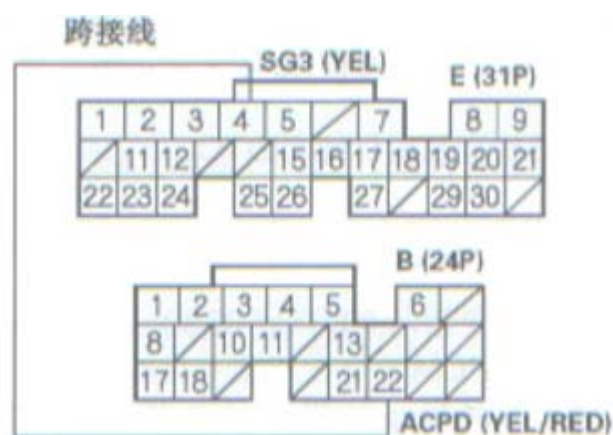 跨接线
SG3 (YEL)
E (31P)
1 2 3 4 5 7 8 9
11 12 15 16 17 18 19 20 21
22 23 24 25 26 27 29 30
B (24P)
1 2 3 4 5 6
8 10 11 13
17 18 21 22
ACPD (YEL/RED)